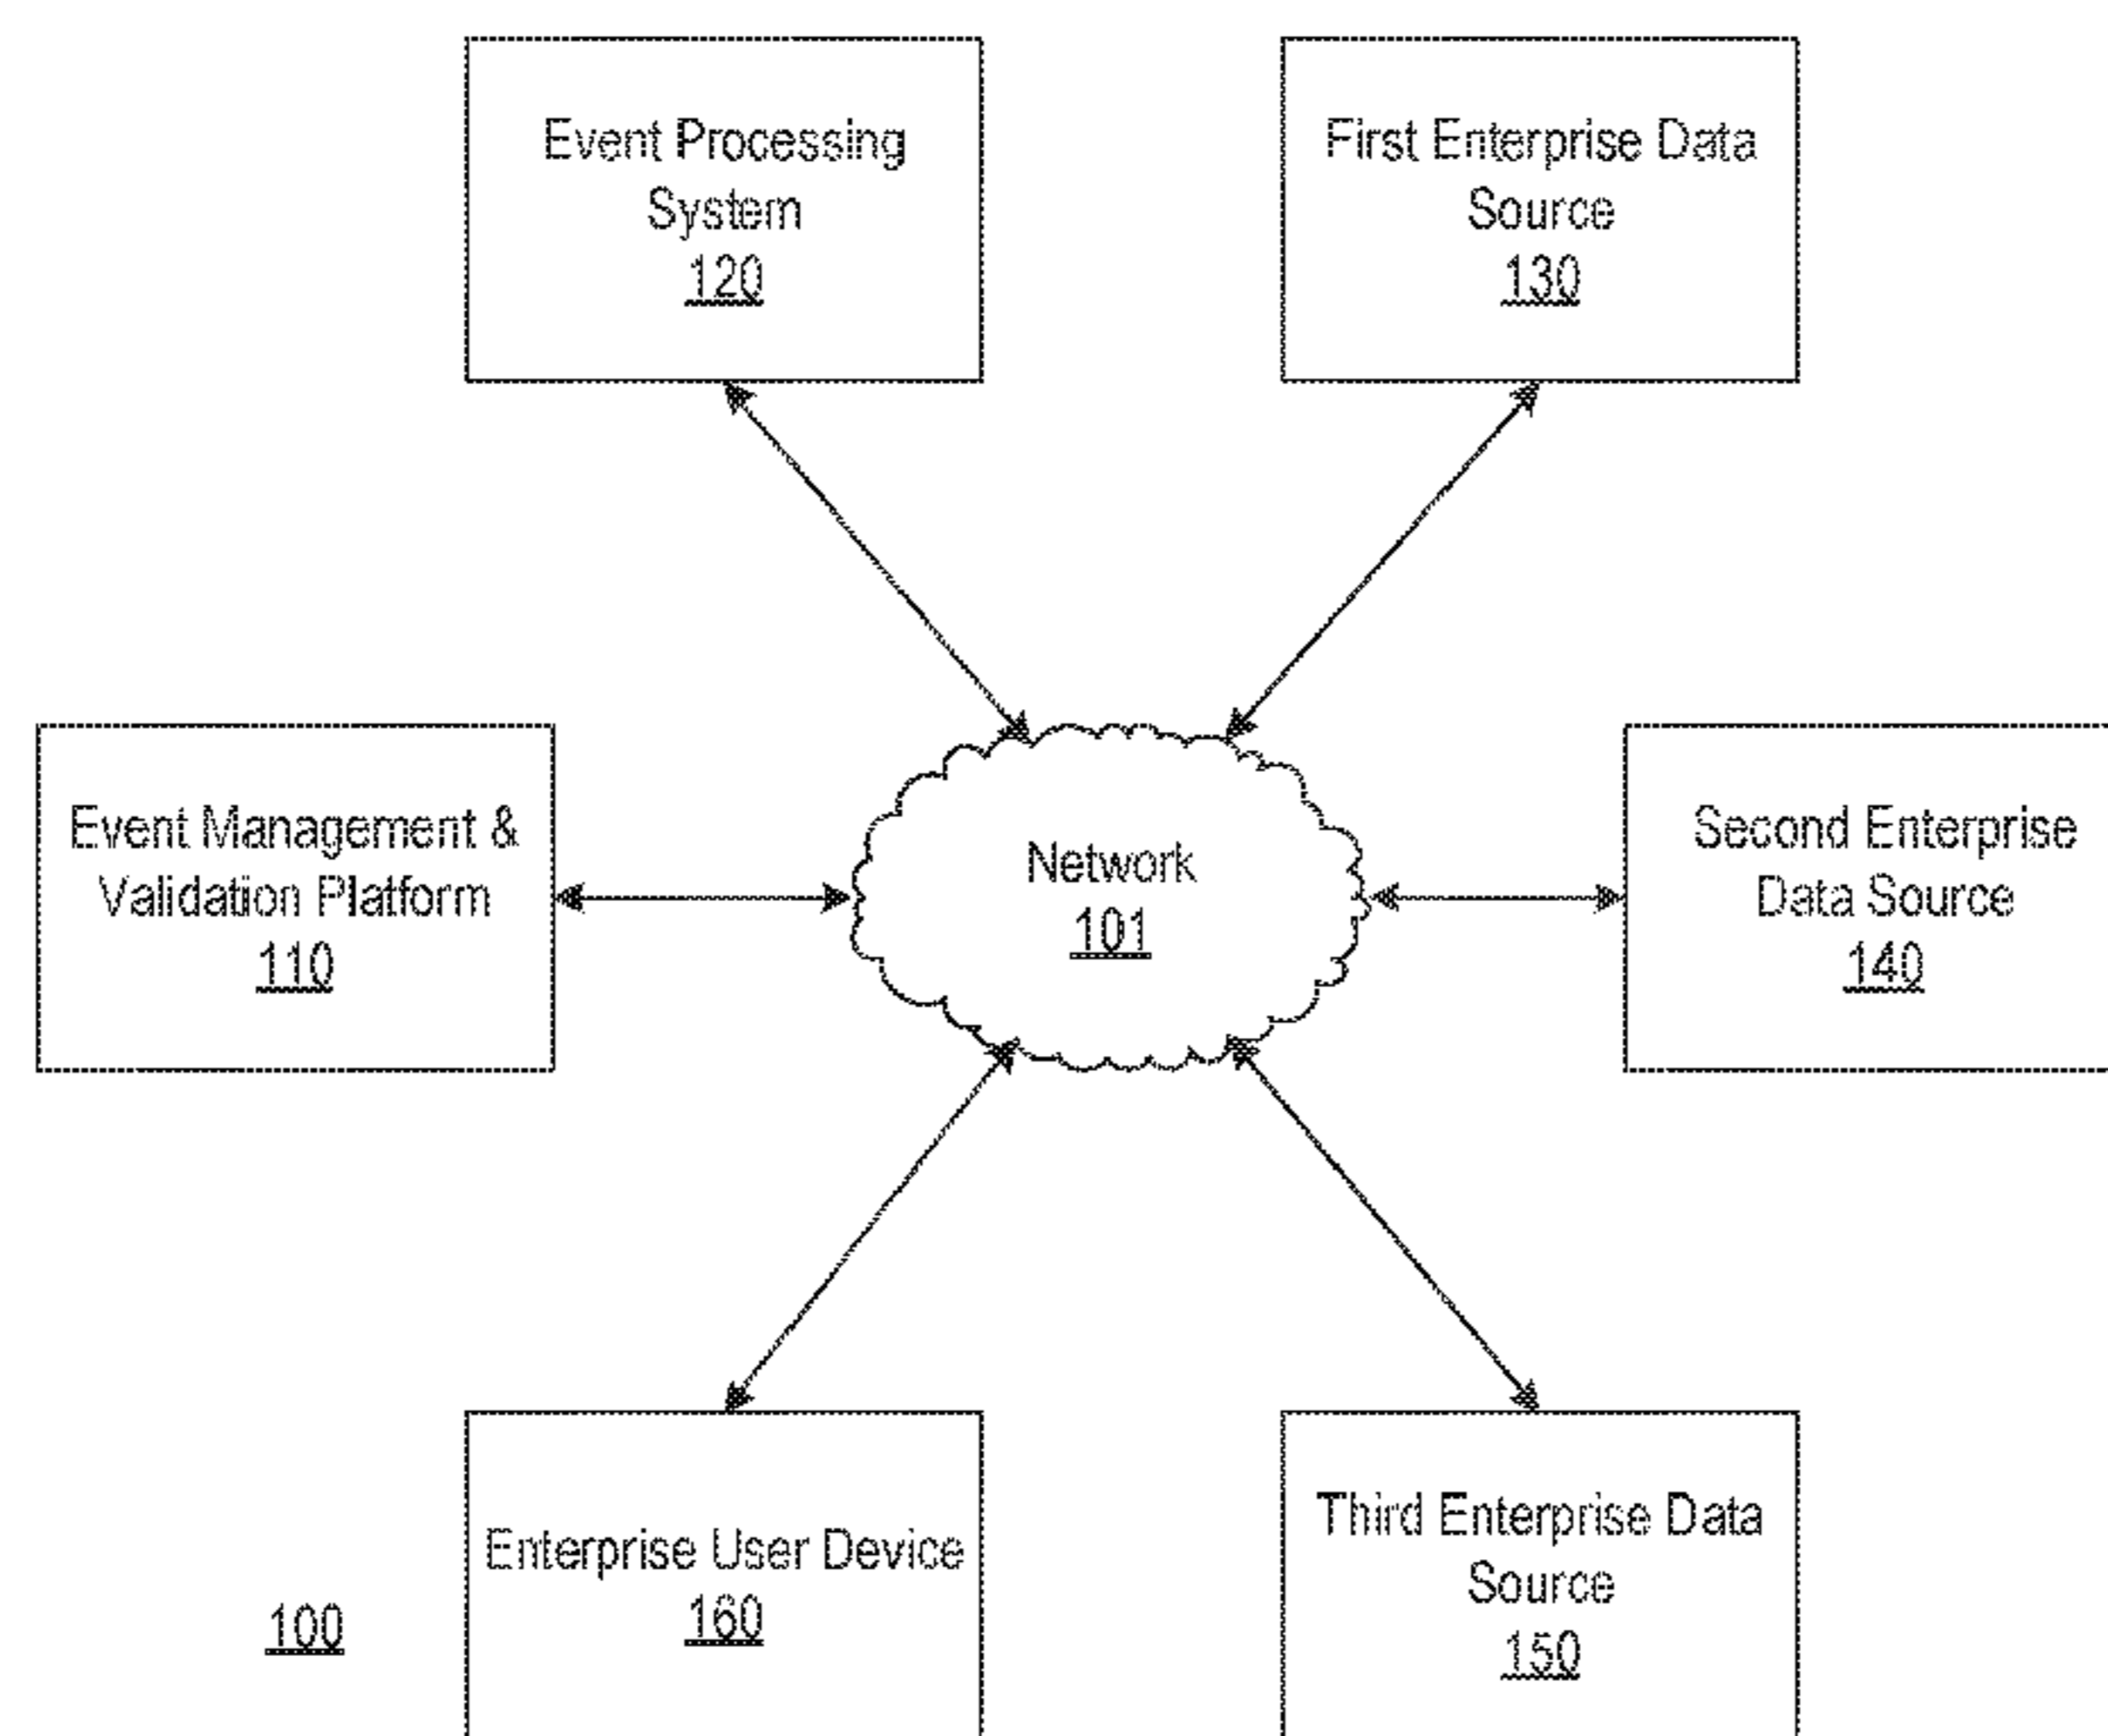 Event Processing
System
120
First Enterprise Data
Source
130
Event Management &
Validation Platform
110
Network
101
Second Enterprise
Data Source
140
Enterprise User Device
160
Third Enterprise Data
Source
150
100